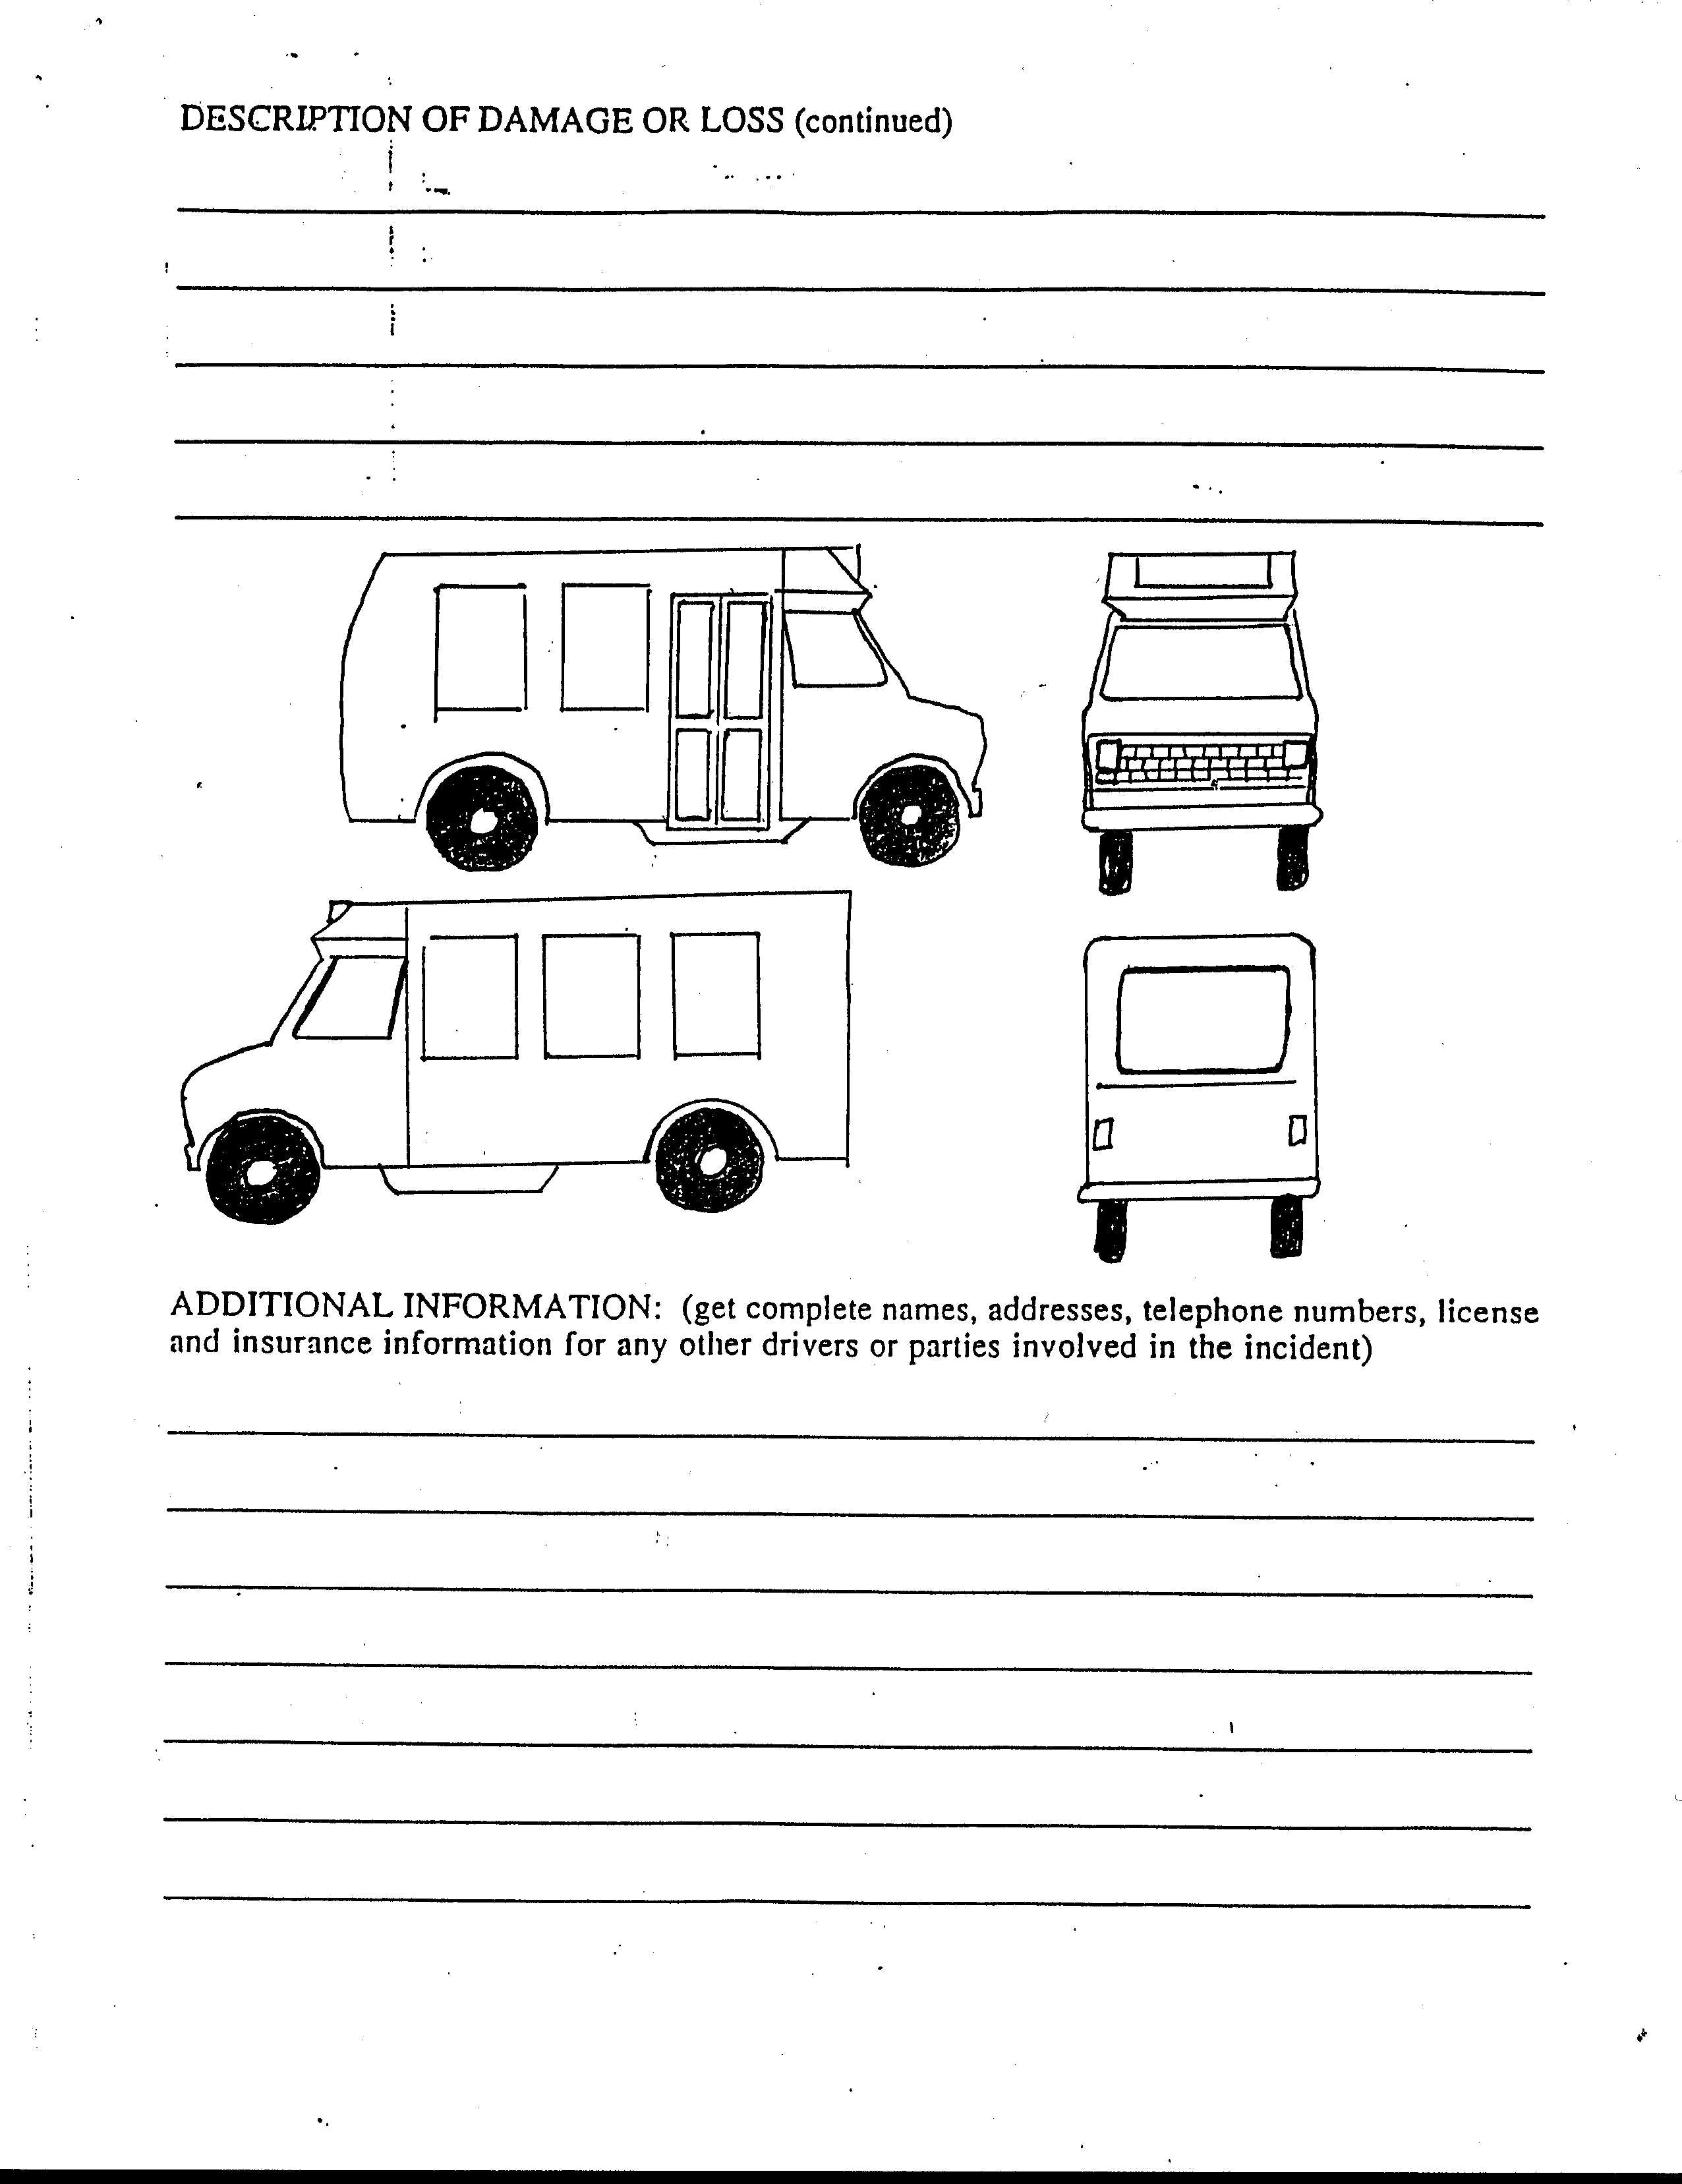 DESCRIPTION OF DAMAGE OR LOSS (continued)
ADDITIONAL INFORMATION: (get complete names, addresses, telephone numbers, license
and insurance information for any other drivers or parties involved in the incident)